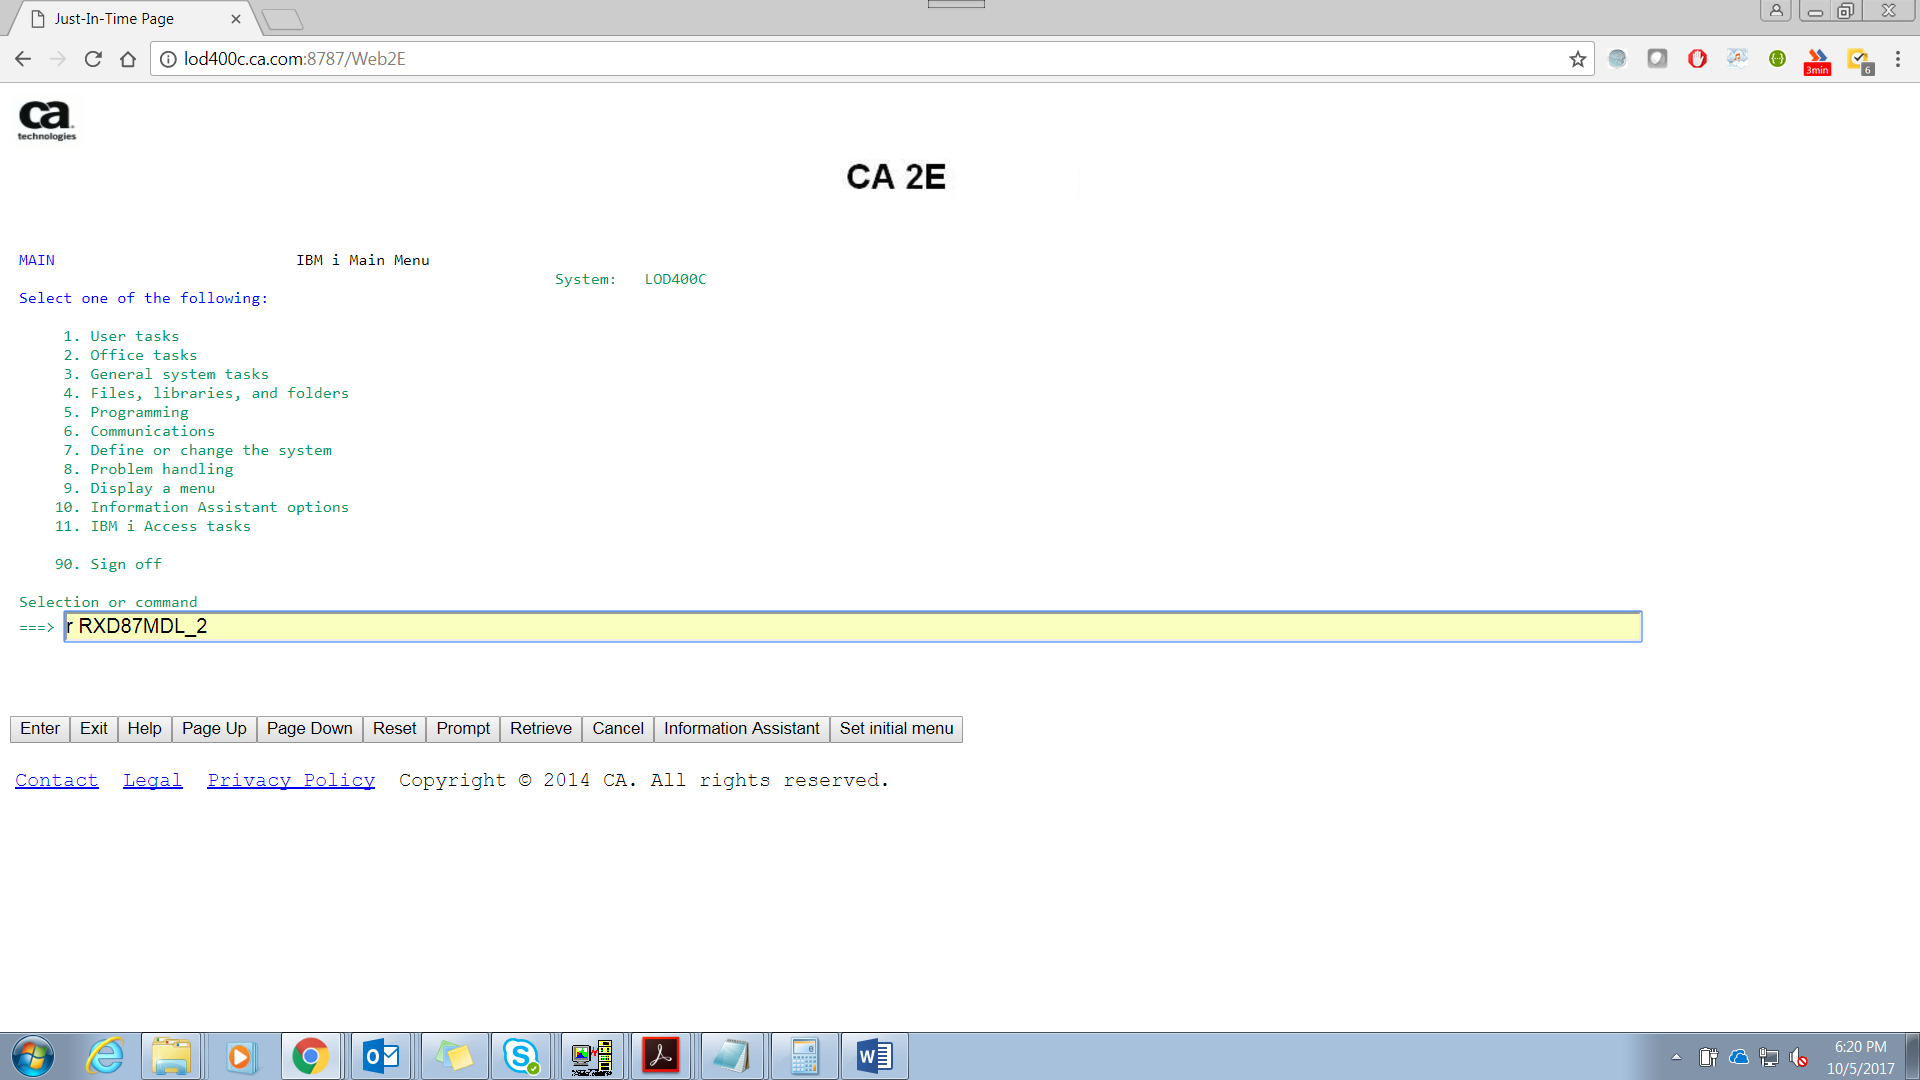 Just-In-Time Page
lod400c.ca.com:8787/Web2E
3min
6
ca
technologies
CA 2E
MAIN IBM i Main Menu
System: LOD400C
Select one of the following:
1. User tasks
2. Office tasks
3. General system tasks
4. Files, libraries, and folders
5. Programming
6. Communications
7. Define or change the system
8. Problem handling
9. Display a menu
10. Information Assistant options
11. IBM i Access tasks
90. Sign off
Selection or command
===> r RXD87MDL_2
Enter Exit Help Page Up Page Down Reset Prompt Retrieve Cancel Information Assistant Set initial menu
Contact Legal Privacy Policy Copyright © 2014 CA. All rights reserved.
6:20 PM
10/5/2017